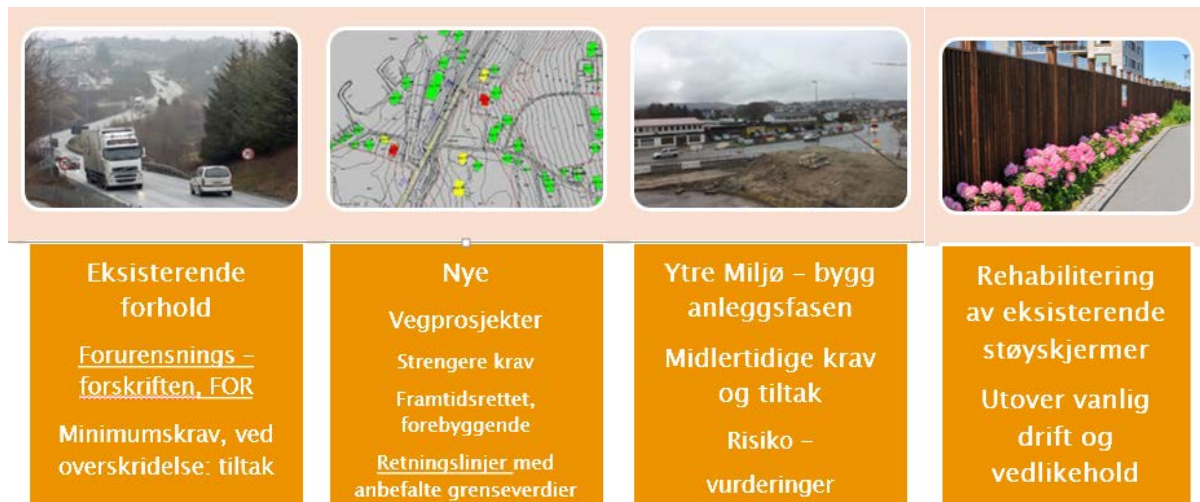 Eksisterende
forhold
Forurensnings –
forskriften, FOR
Minimumskrav, ved
overskridelse: tiltak
Nye
Vegprosjekter
Strengere krav
Framtidsrettet,
forebyggende
Retningslinjer med
anbefalte grenseverdier
Ytre Miljø – bygg
anleggsfasen
Midlertidige krav
og tiltak
Risiko –
vurderinger
Rehabilitering
av eksisterende
støyskjermer
Utover vanlig
drift og
vedlikehold